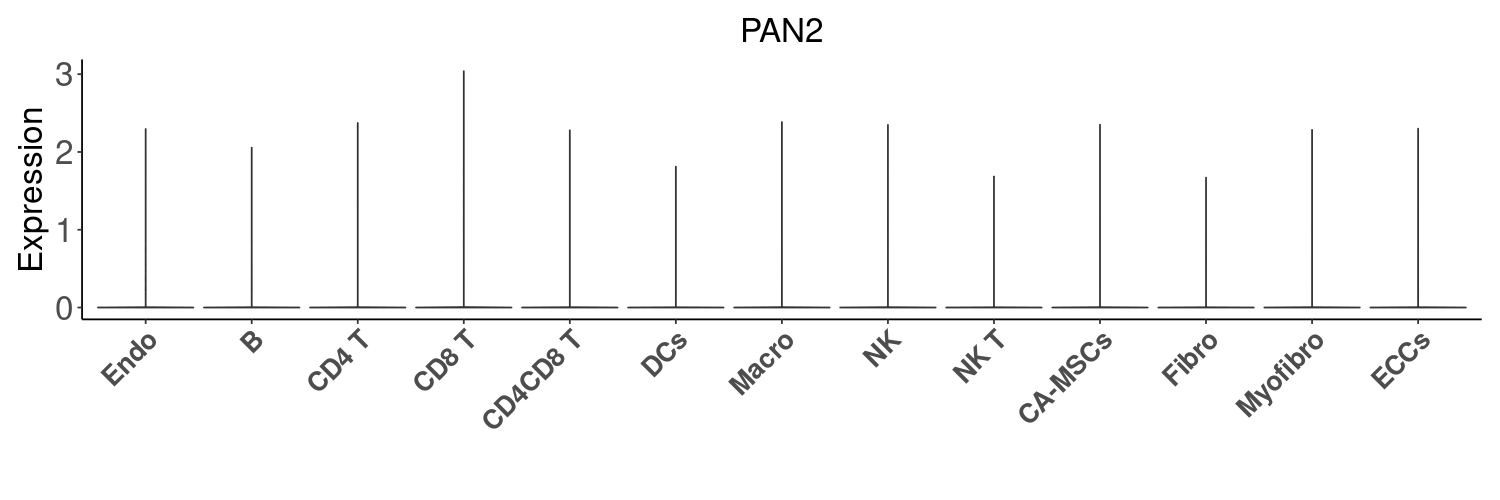 PAN2
Expression
3
2
1
0
Endo
B
CD4 T
CD8 T
CD4CD8 T
DCs
Macro
NK
NK T
CA-MSCs
Fibro
Myofibro
ECCs